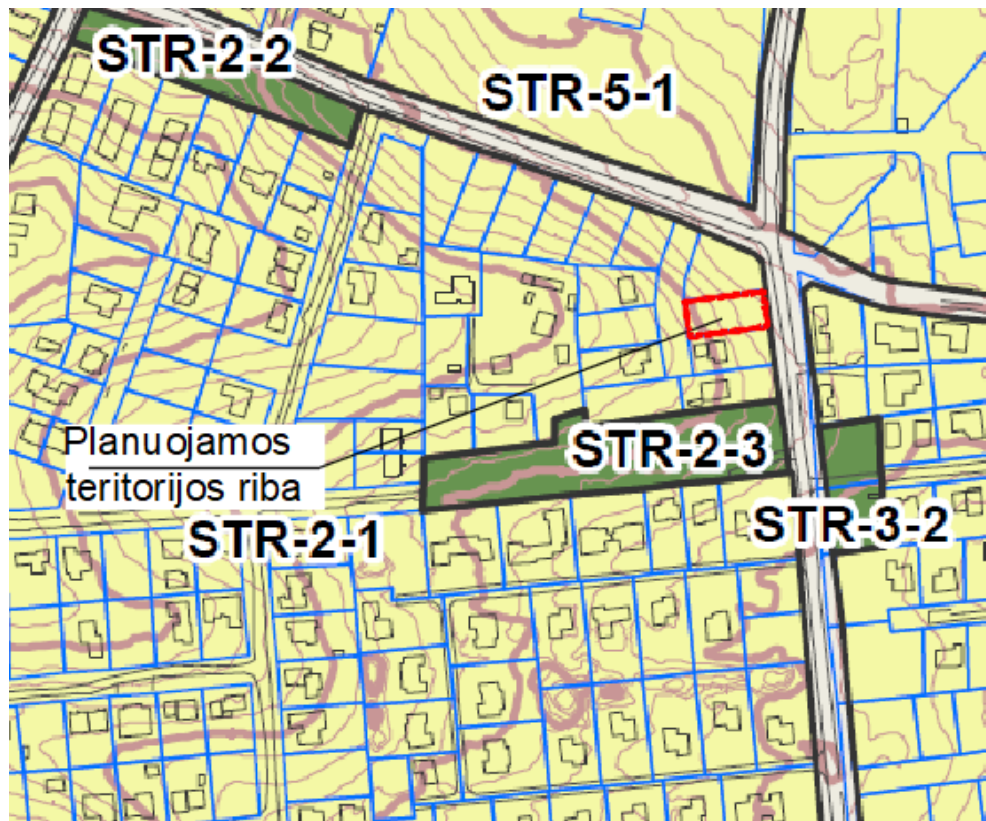 STR-2-2
STR-5-1
Planuojamos
teritorijos riba
STR-2-3
STR-3-2
STR-2-1